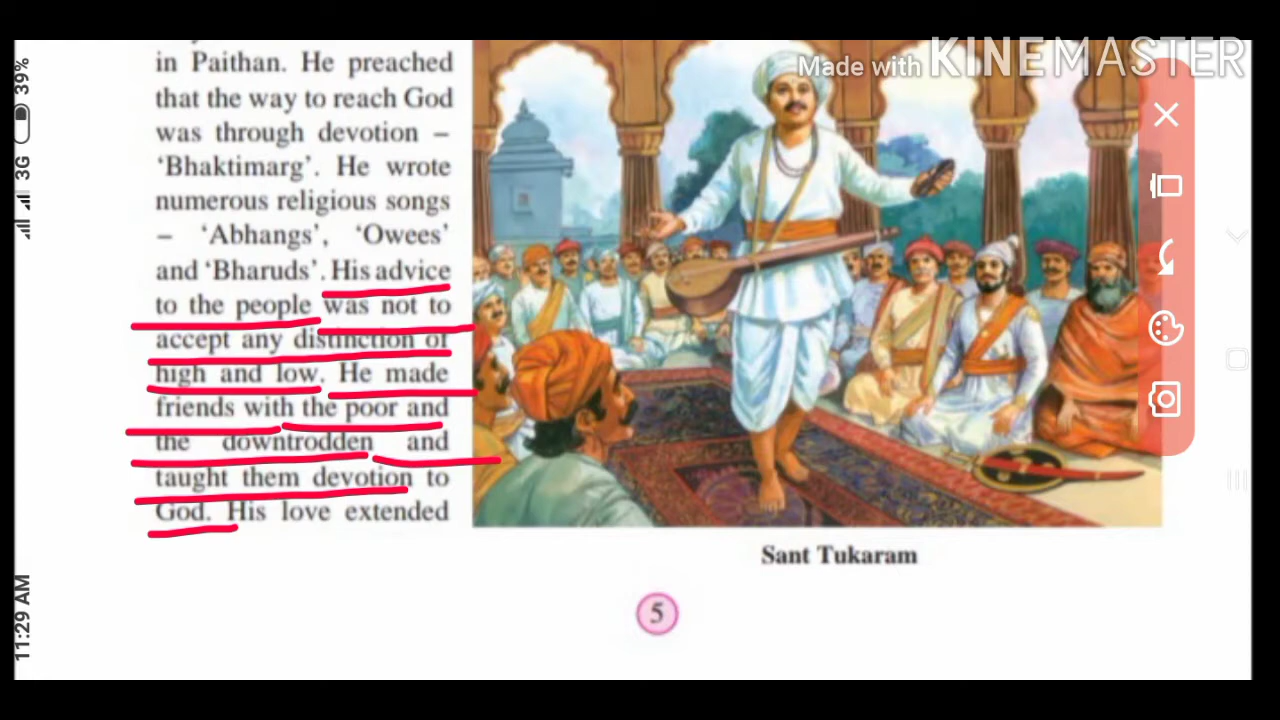 Made with KINEMASTER
in Paithan. He preached
that the way to reach God
was through devotion –
‘Bhaktimarg’. He wrote
numerous religious songs
– ‘Abhangs’, ‘Owees’
and ‘Bharuds’. His advice
to the people was not to
accept any distinction of
high and low. He made
friends with the poor and
the downtrodden and
taught them devotion to
God. His love extended
Sant Tukaram
5
39%
3G
11:29 AM